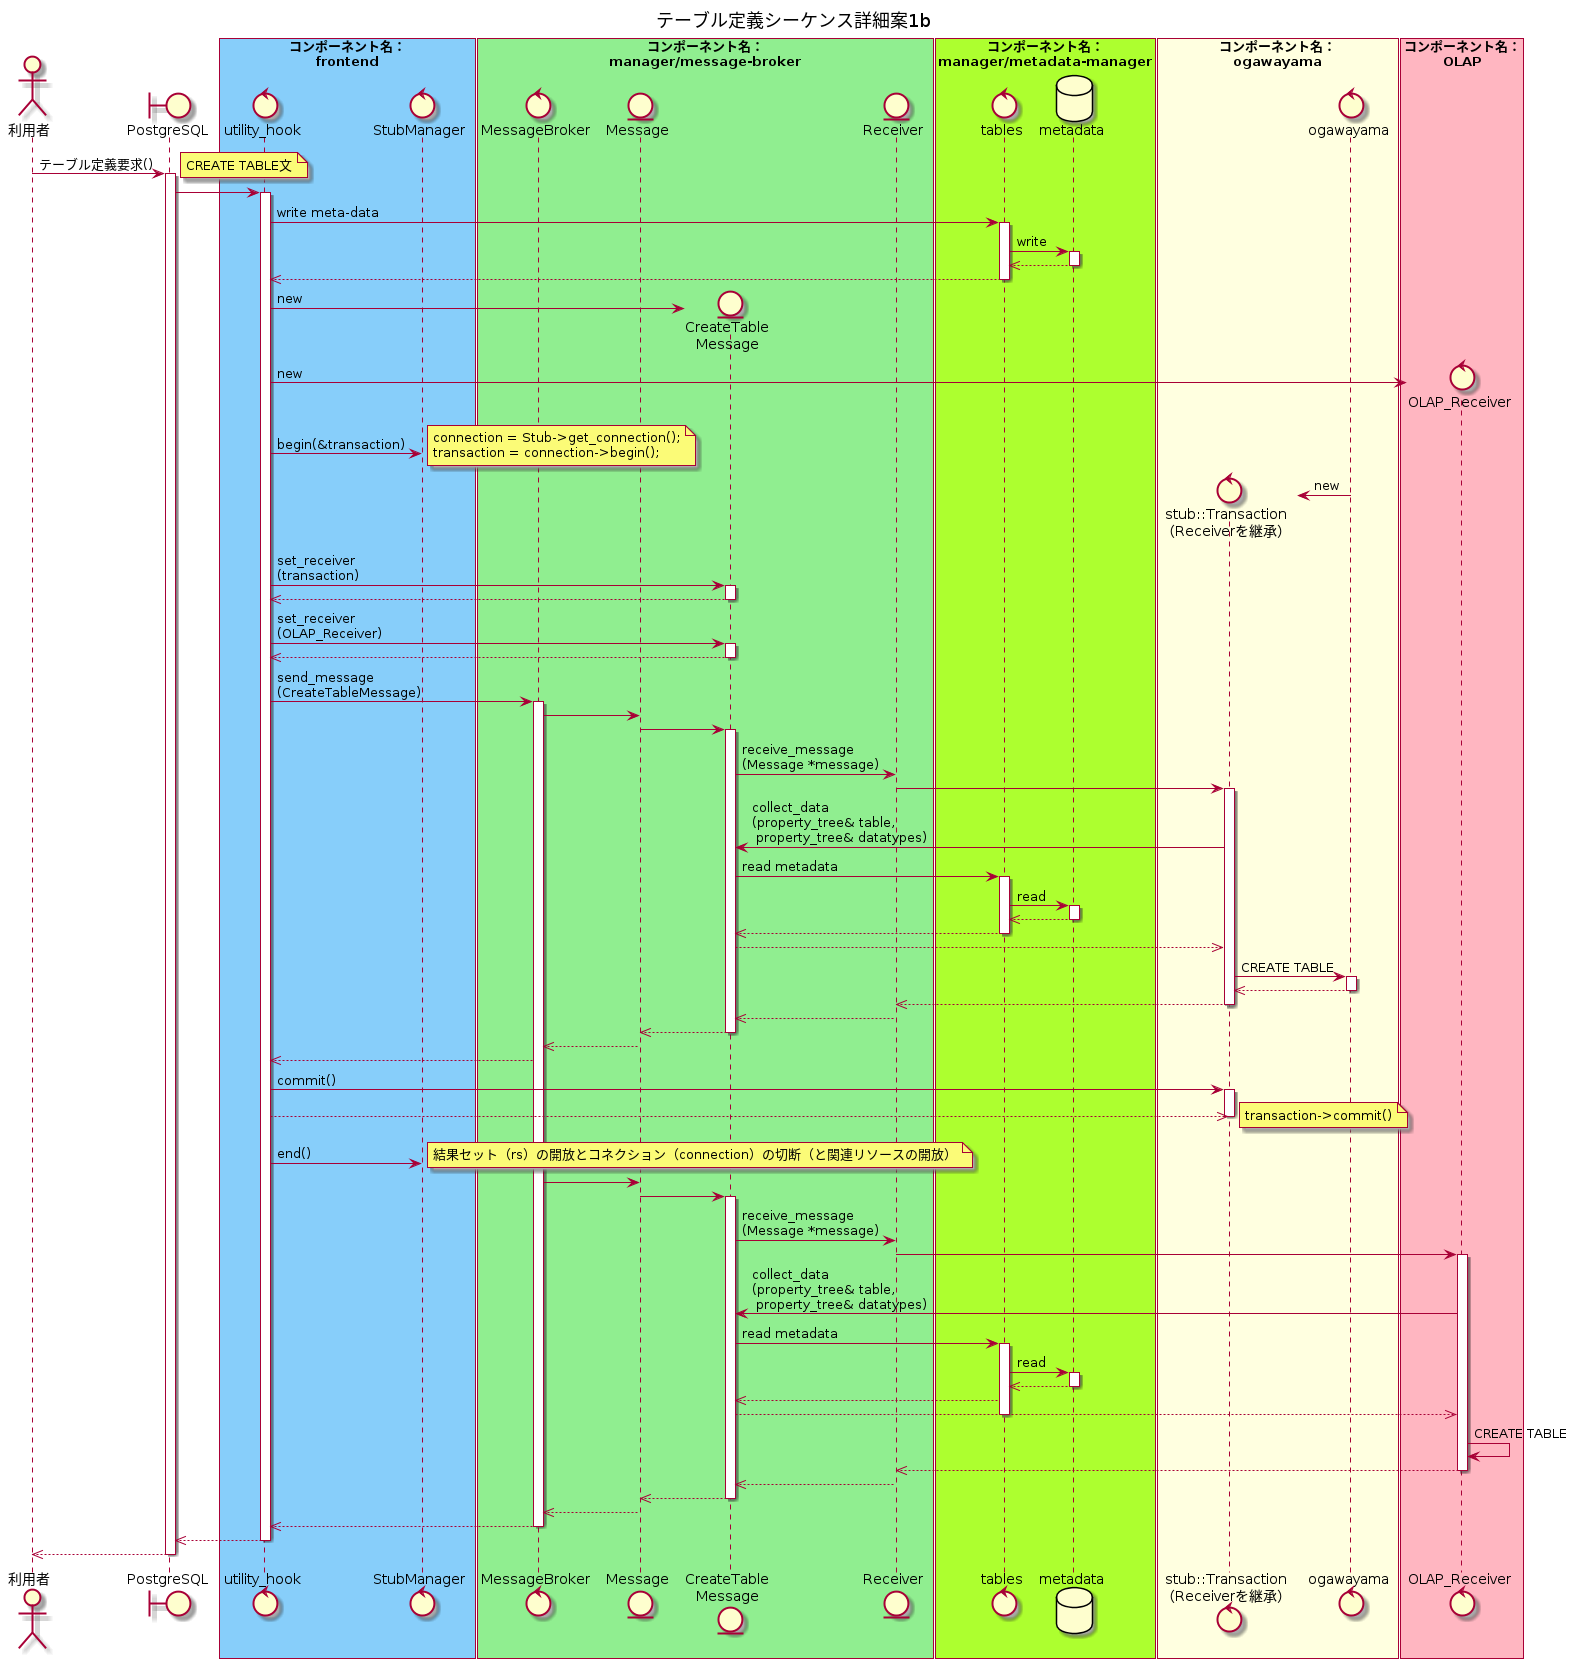 テーブル定義シーケンス詳細案1b
コンポーネント名：
frontend
コンポーネント名：
manager/message-broker
コンポーネント名：
manager/metadata-manager
コンポーネント名：
ogawayama
コンポーネント名：
OLAP
利用者
PostgreSQL
utility_hook
StubManager
MessageBroker
Message
Receiver
tables
metadata
ogawayama
テーブル定義要求()
CREATE TABLE文
write meta-data
write
new
CreateTable
Message
new
OLAP_Receiver
begin(&transaction)
connection = Stub->get_connection();
transaction = connection->begin();
new
stub::Transaction
(Receiverを継承)
set_receiver
(transaction)
set_receiver
(OLAP_Receiver)
send_message
(CreateTableMessage)
receive_message
(Message *message)
collect_data
(property_tree& table,
property_tree& datatypes)
read metadata
read
CREATE TABLE
commit()
transaction->commit()
end()
結果セット（rs）の開放とコネクション（connection）の切断（と関連リソースの開放）
receive_message
(Message *message)
collect_data
(property_tree& table,
property_tree& datatypes)
read metadata
read
CREATE TABLE
利用者
PostgreSQL
utility_hook
StubManager
MessageBroker
Message
CreateTable
Message
Receiver
tables
metadata
stub::Transaction
(Receiverを継承)
ogawayama
OLAP_Receiver